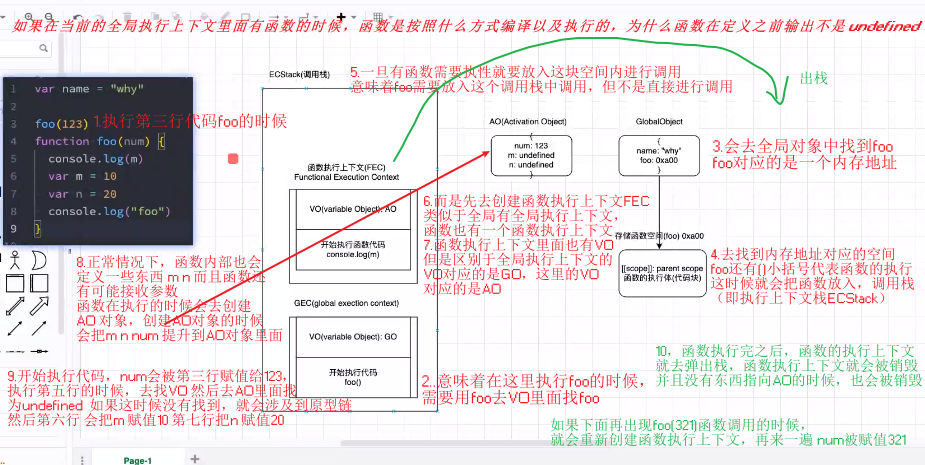 如果在当前的全局执行上下文里面有函数的时候，函数是按照什么方式编译以及执行的，为什么函数在定义之前输出不是undefined
ECStack(调用栈)
5.一旦有函数需要执性就要放入这块空间内进行调用
意味着foo需要放入这个调用栈中调用，但不是直接进行调用
出栈
1 var name = "why"
2
3 foo(123)
1.执行第三行代码foo的时候
4 function foo(num) {
5 console.log(m)
6 var m = 10
7 var n = 20
8 console.log("foo")
9 }
函数执行上下文(FEC)
Functional Execution Context
VO(variable Object): AO
开始执行函数代码
console.log(m)
AO(Activation Object)
{
num: 123
m: undefined
n: undefined
}
GlobalObject
{
name: "why"
foo: 0xa00
}
3.会去全局对象中找到foo
foo对应的是一个内存地址
6.而是先去创建函数执行上下文FEC
类似于全局有全局执行上下文，
函数也有一个函数执行上下文
7.函数执行上下文里面也有VO
但是区别于全局执行上下文的
VO对应的是GO，这里的VO
对应的是AO
存储函数空间(foo) 0xa00
[[scope]]: parent scope
函数的执行体(代码块)
4.去找到内存地址对应的空间
foo还有()小括号代表函数的执行
这时候就会把函数放入，调用栈
（即执行上下文栈ECStack）
8.正常情况下，函数内部也会
定义一些东西 m n 而且函数还
有可能接收参数
函数在执行的时候会去创建
AO 对象，创建AO对象的时候
会把m n num 提升到AO对象里面
GEC(global exection context)
VO(variable Object): GO
开始执行代码
foo()
9.开始执行代码，num会被第三行赋值给123，
执行第五行的时候，去找VO 然后去AO里面找
为undefined 如果这时候没有找到，就会涉及到原型链
然后第六行 会把m 赋值10 第七行把n 赋值20
2..意味着在这里执行foo的时候，
需要用foo去VO里面找foo
10，函数执行完之后，函数的执行上下文
就去弹出栈，函数执行上下文就会被销毁
并且没有东西指向AO的时候，也会被销毁
如果下面再出现foo(321)函数调用的时候，
就会重新创建函数执行上下文，再来一遍 num被赋值321
Page-1